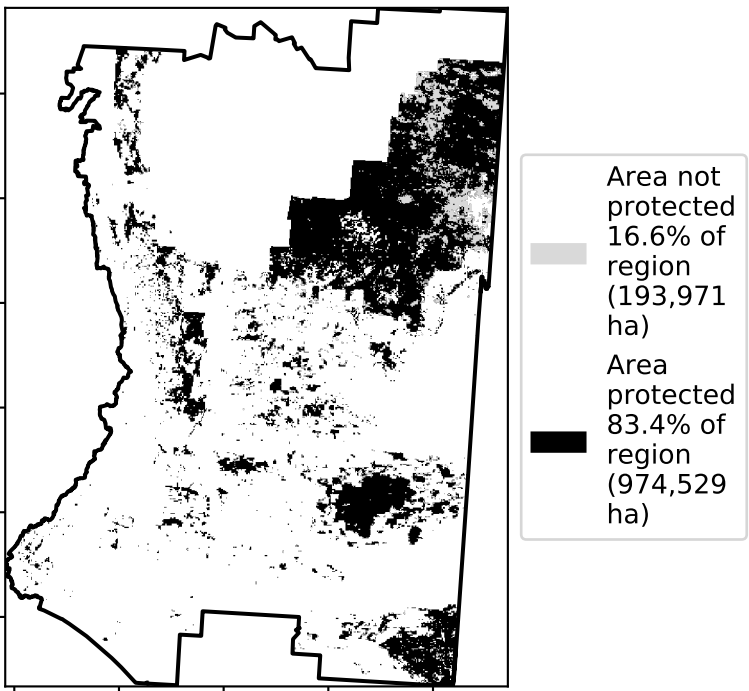 Area not
protected
16.6% of
region
(193,971
ha)
Area
protected
83.4% of
region
(974,529
ha)